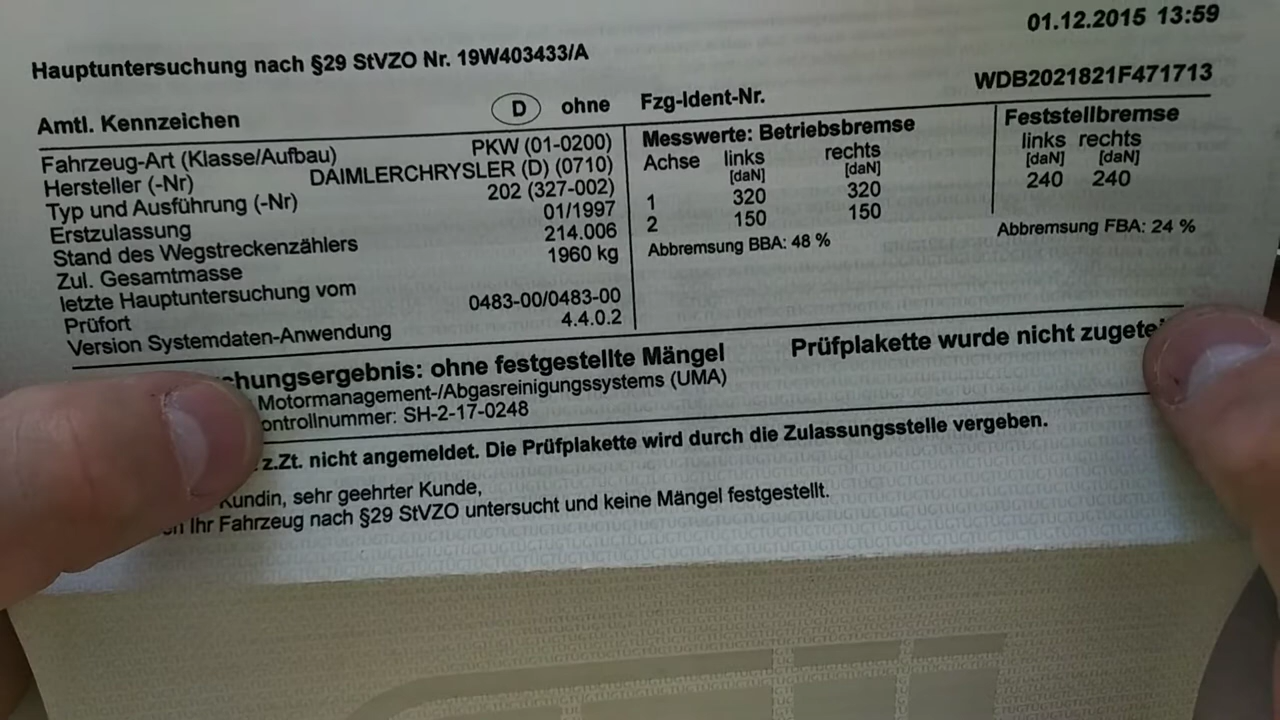 01.12.2015 13:59
Hauptuntersuchung nach §29 StVZO Nr. 19W403433/A
Amtl. Kennzeichen D ohne
Fzg-Ident-Nr. WDB2021821F471713
Fahrzeug-Art (Klasse/Aufbau) PKW (01-0200)
Hersteller (-Nr) DAIMLERCHRYSLER (D) (0710)
Typ und Ausführung (-Nr) 202 (327-002)
Erstzulassung 01/1997
Stand des Wegstreckenzählers 214.006
Zul. Gesamtmasse 1960 kg
letzte Hauptuntersuchung vom
Prüfort 0483-00/0483-00
Version Systemdaten-Anwendung 4.4.0.2
Messwerte: Betriebsbremse
Achse links rechts
[daN] [daN]
1 320 320
2 150 150
Abbremsung BBA: 48 %
Feststellbremse
links rechts
[daN] [daN]
240 240
Abbremsung FBA: 24 %
chungsergebnis: ohne festgestellte Mängel Prüfplakette wurde nicht zugetei
Motormanagement-/Abgasreinigungssystems (UMA)
ontrollnummer: SH-2-17-0248
z.Zt. nicht angemeldet. Die Prüfplakette wird durch die Zulassungsstelle vergeben.
Kundin, sehr geehrter Kunde,
Ihr Fahrzeug nach §29 StVZO untersucht und keine Mängel festgestellt.